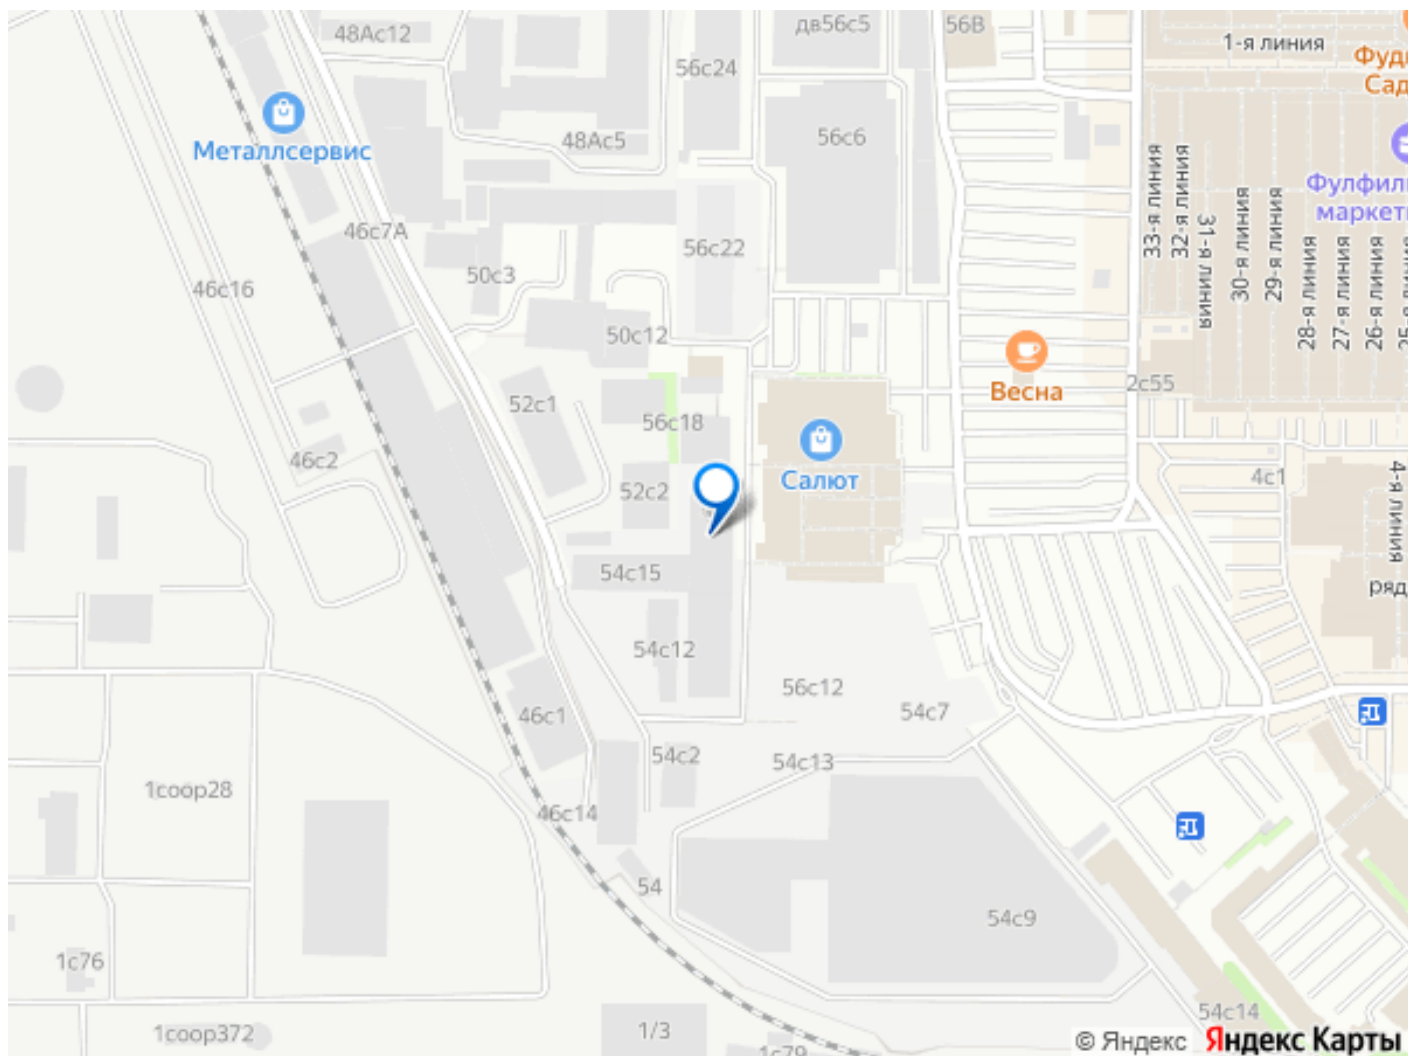 48Ас12
дв56с5
56В
1-я линия
Сад
56с24
Металлсервис
48Ас5
56с6
маркет
33-я линия
32-я линия
31-я линия
30-я линия
29-я линия
28-я линия
27-я линия
26-я линия
46с7А
56с22
50с3
46с16
50с12
Весна
2с55
52с1
56с18
46с2
Салют
52с2
4с1
4-я линия
54с15
ряд
54с12
56с12
54с7
46с1
54с2
54с13
1соор28
46с14
54
54с9
1с76
54с14
1соор372
1/3
1с79
© Яндекс Яндекс Карты